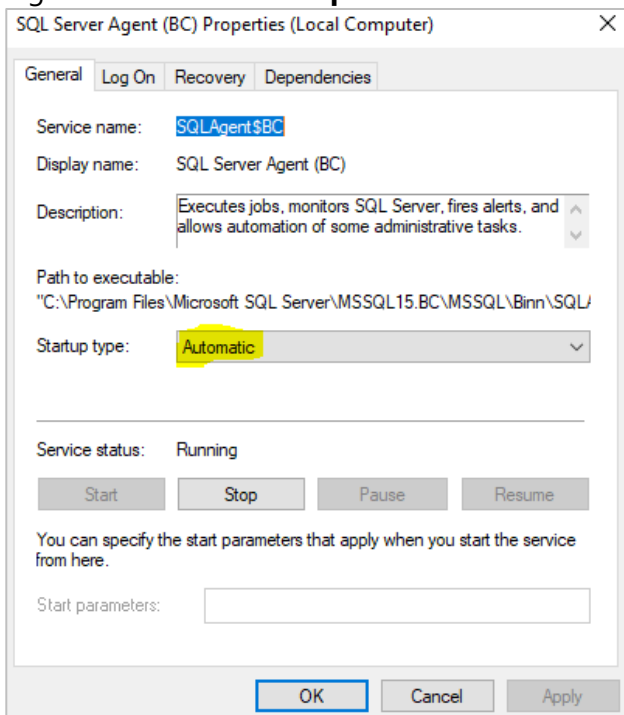 SQL Server Agent (BC) Properties (Local Computer)
General Log On Recovery Dependencies
Service name: SQLAgent$BC
Display name: SQL Server Agent (BC)
Description: Executes jobs, monitors SQL Server, fires alerts, and
allows automation of some administrative tasks.
Path to executable:
"C:\Program Files\Microsoft SQL Server\MSSQL15.BC\MSSQL\Binn\SQLA
Startup type: Automatic
Service status: Running
Start Stop Pause Resume
You can specify the start parameters that apply when you start the service
from here.
Start parameters:
OK Cancel Apply